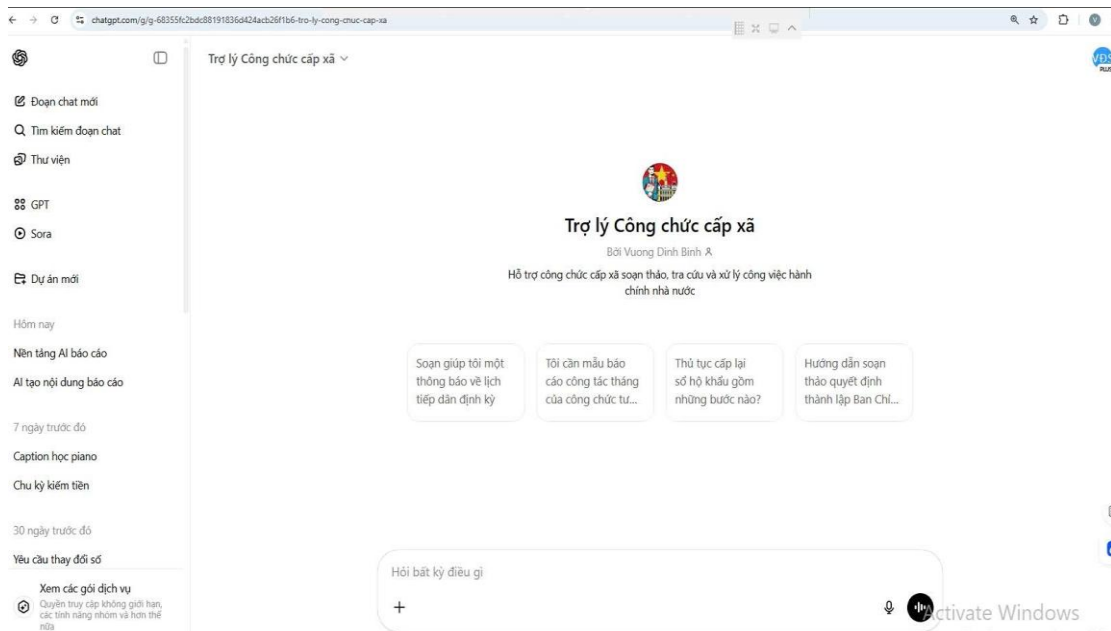 chatgpt.com/g/g-68355fc2bdc88191836d424acb26f1b6-tro-ly-cong-chuc-cap-xa
Trợ lý Công chức cấp xã
VĐS
PLUS
Đoạn chat mới
Tìm kiếm đoạn chat
Thư viện
GPT
Sora
Dự án mới
Hôm nay
Nền tảng AI báo cáo
AI tạo nội dung báo cáo
7 ngày trước đó
Caption học piano
Chu kỳ kiếm tiền
30 ngày trước đó
Yêu cầu thay đổi số
Xem các gói dịch vụ
Quyền truy cập không giới hạn,
các tính năng nhóm và hơn thế
nữa
Trợ lý Công chức cấp xã
Bởi Vuong Dinh Binh
Hỗ trợ công chức cấp xã soạn thảo, tra cứu và xử lý công việc hành
chính nhà nước
Soạn giúp tôi một
thông báo về lịch
tiếp dân định kỳ
Tôi cần mẫu báo
cáo công tác tháng
của công chức tư...
Thủ tục cấp lại
sổ hộ khẩu gồm
những bước nào?
Hướng dẫn soạn
thảo quyết định
thành lập Ban Chỉ...
Hỏi bất kỳ điều gì
Activate Windows